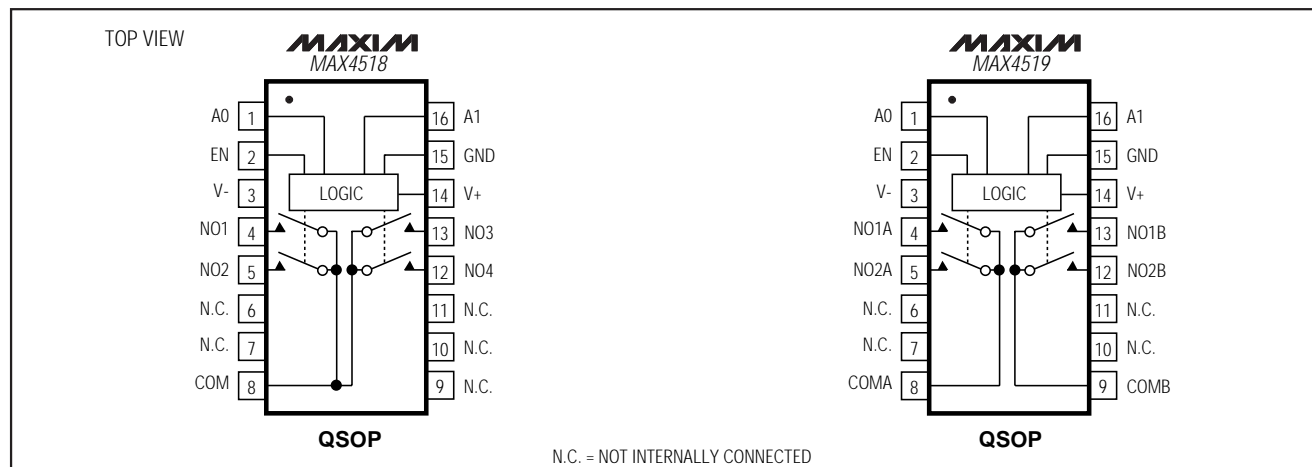 TOP VIEW
MAXIM
MAX4518
A0 1
16 A1
EN 2
15 GND
LOGIC
V- 3
14 V+
NO1 4
13 NO3
NO2 5
12 NO4
N.C. 6
11 N.C.
N.C. 7
10 N.C.
COM 8
9 N.C.
QSOP
MAXIM
MAX4519
A0 1
16 A1
EN 2
15 GND
LOGIC
V- 3
14 V+
NO1A 4
13 NO1B
NO2A 5
12 NO2B
N.C. 6
11 N.C.
N.C. 7
10 N.C.
COMA 8
9 COMB
QSOP
N.C. = NOT INTERNALLY CONNECTED